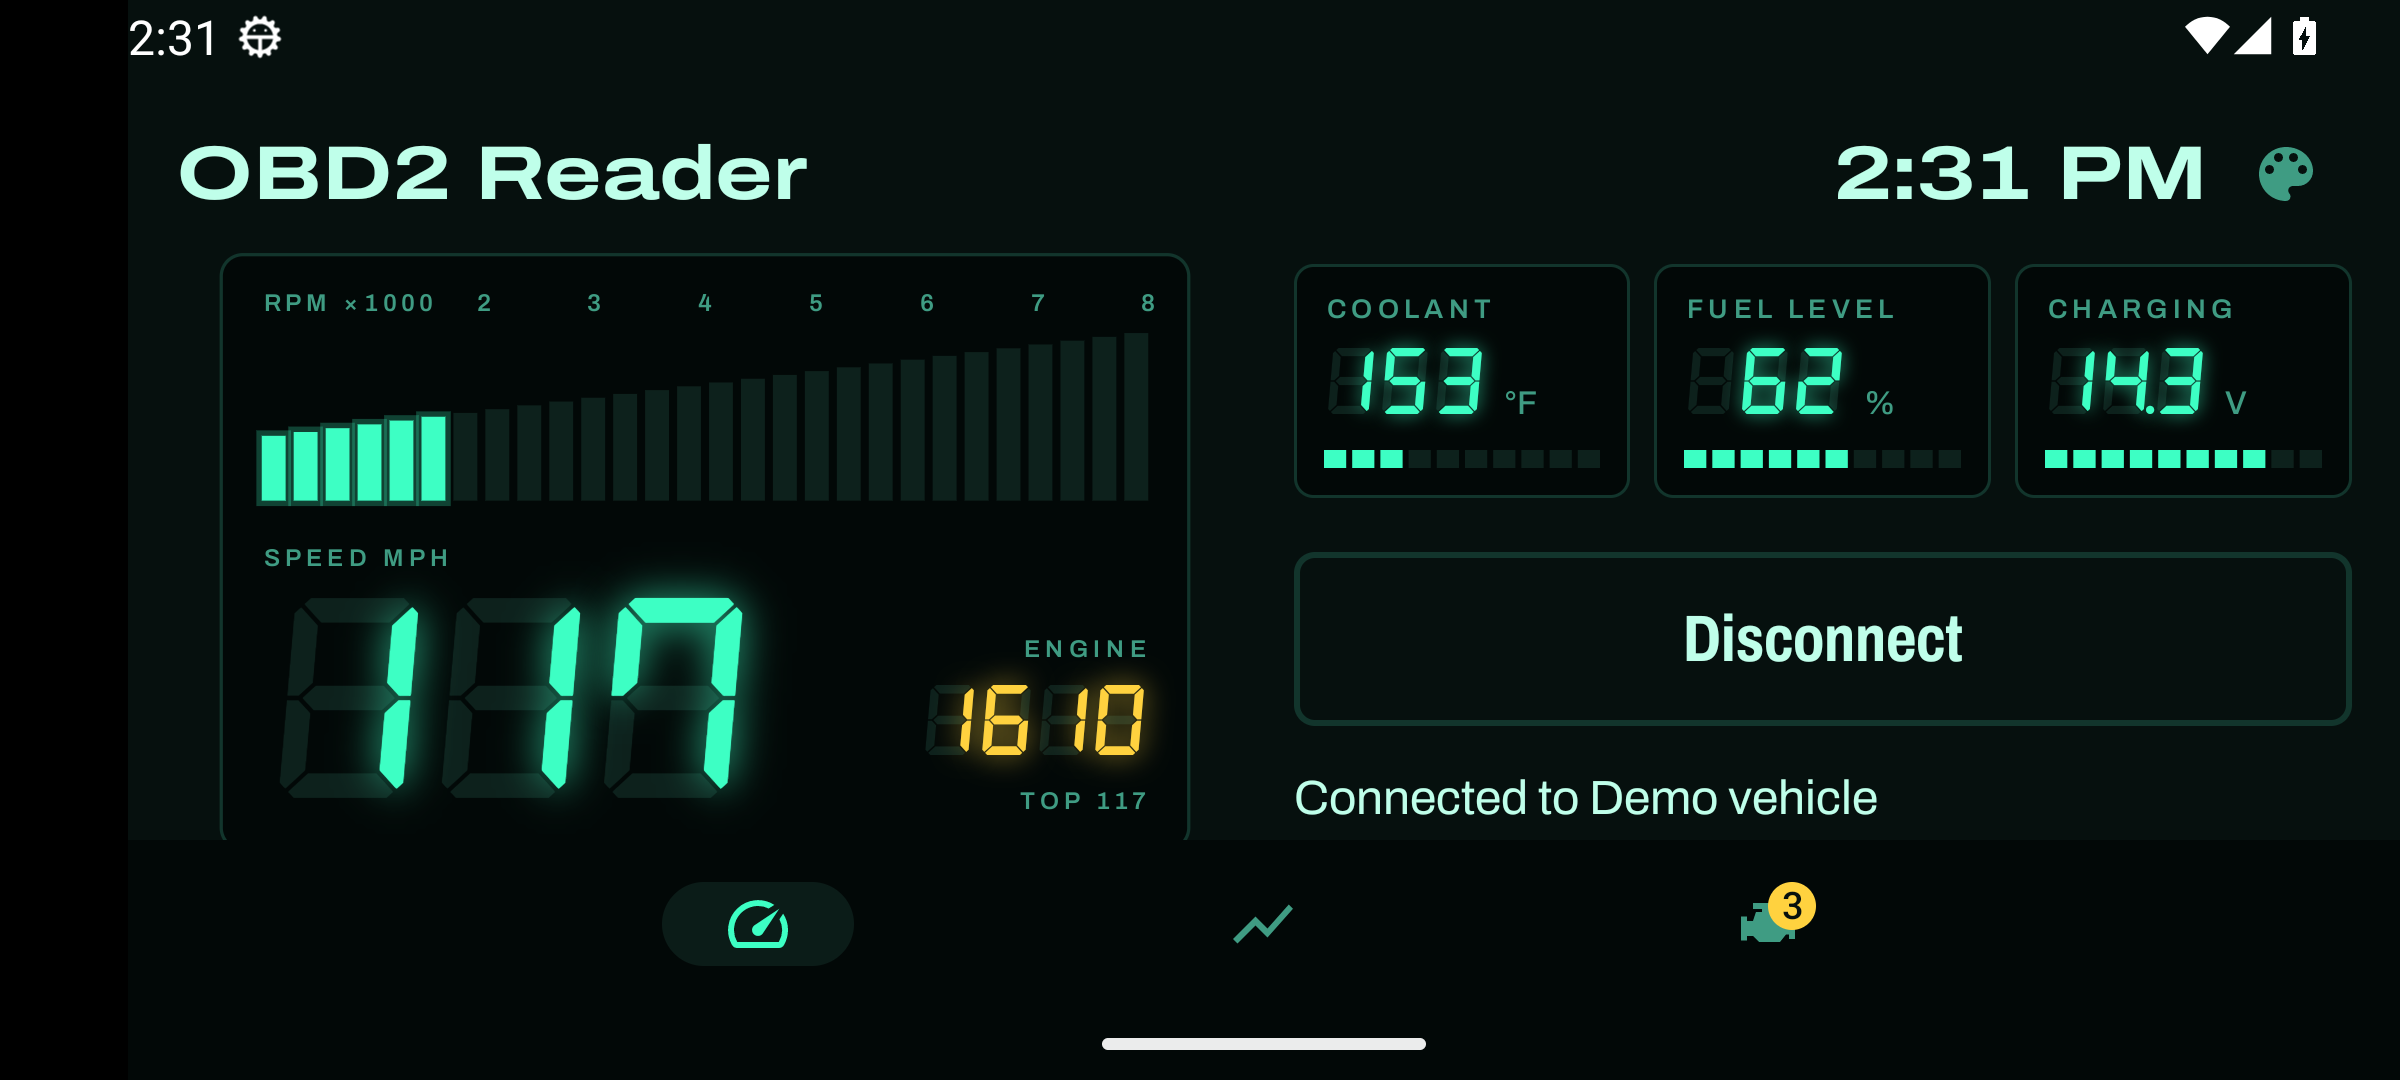 2:31
OBD2 Reader
2:31 PM
RPM ×1000 2 3 4 5 6 7 8
SPEED MPH
117
ENGINE
1610
TOP 117
COOLANT
153 °F
FUEL LEVEL
62 %
CHARGING
14.3 V
Disconnect
Connected to Demo vehicle
3